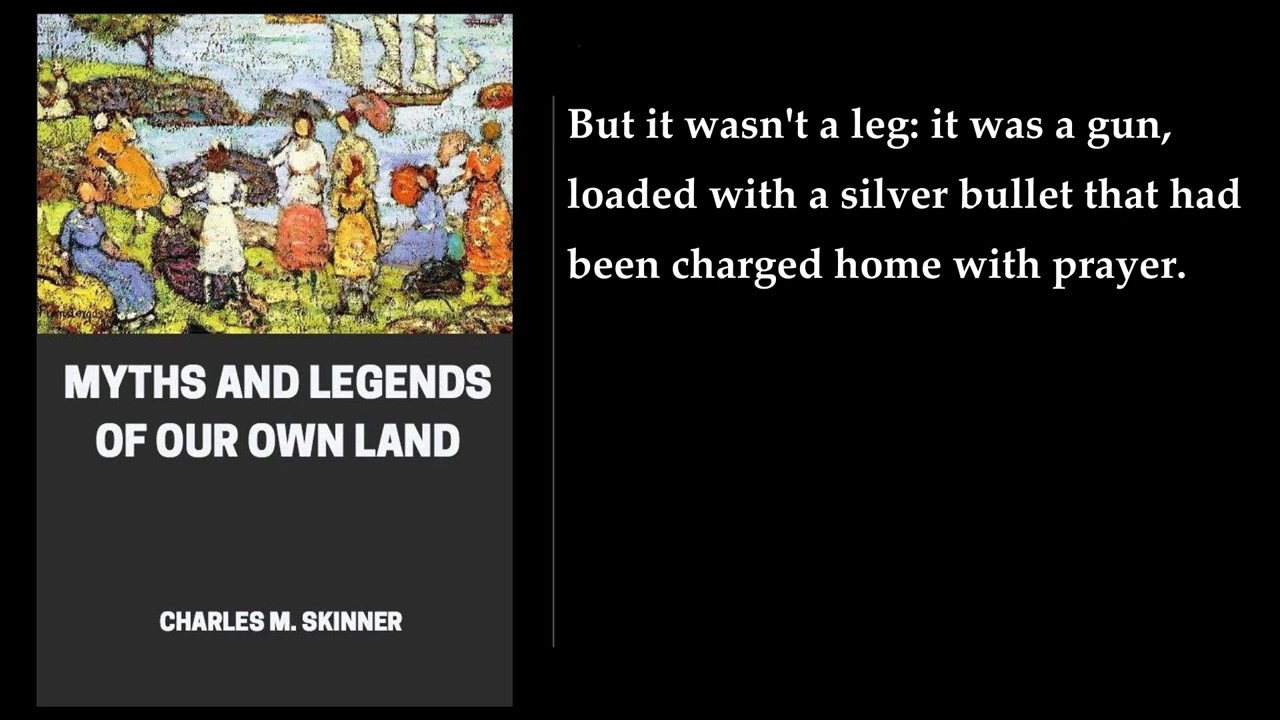 MYTHS AND LEGENDS
OF OUR OWN LAND
CHARLES M. SKINNER
But it wasn't a leg: it was a gun,
loaded with a silver bullet that had
been charged home with prayer.